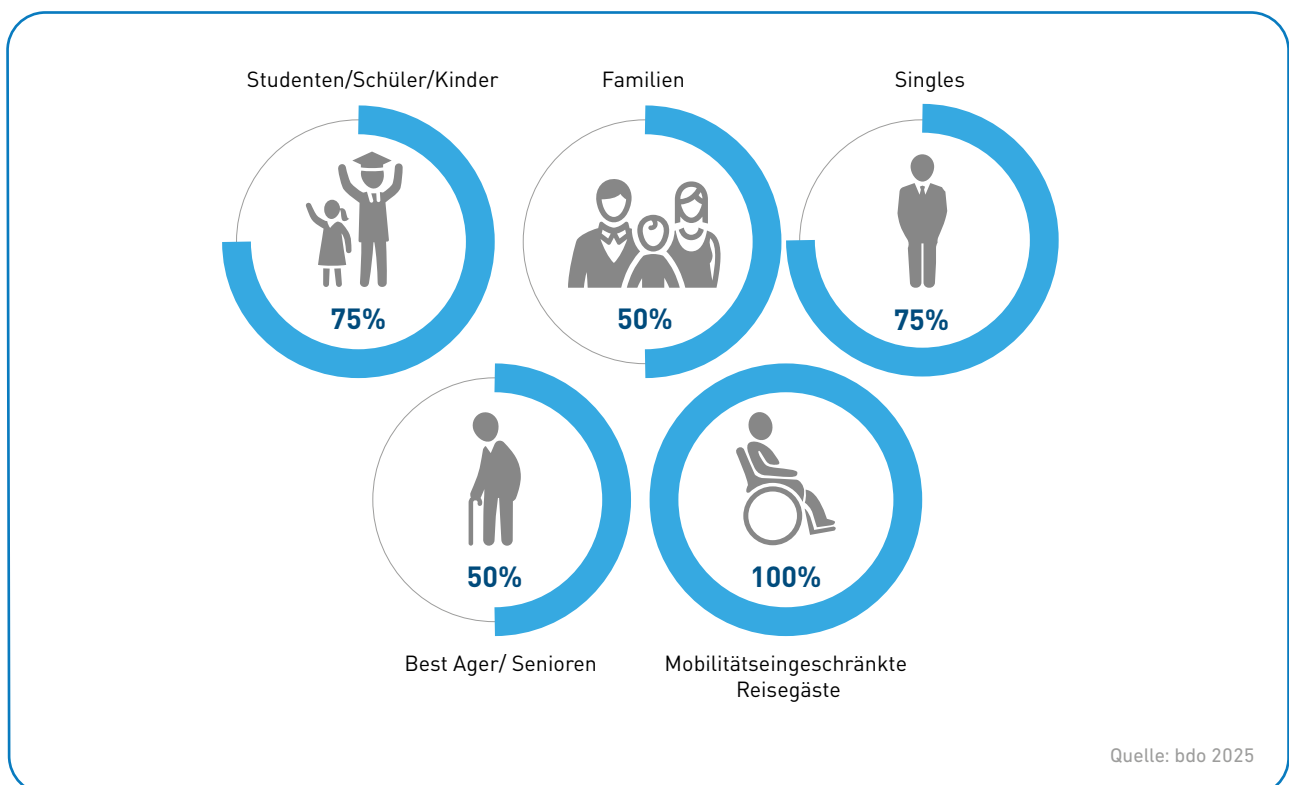 Studenten/Schüler/Kinder
Familien
Singles
75%
50%
75%
50%
100%
Best Ager/ Senioren
Mobilitätseingeschränkte
Reisegäste
Quelle: bdo 2025